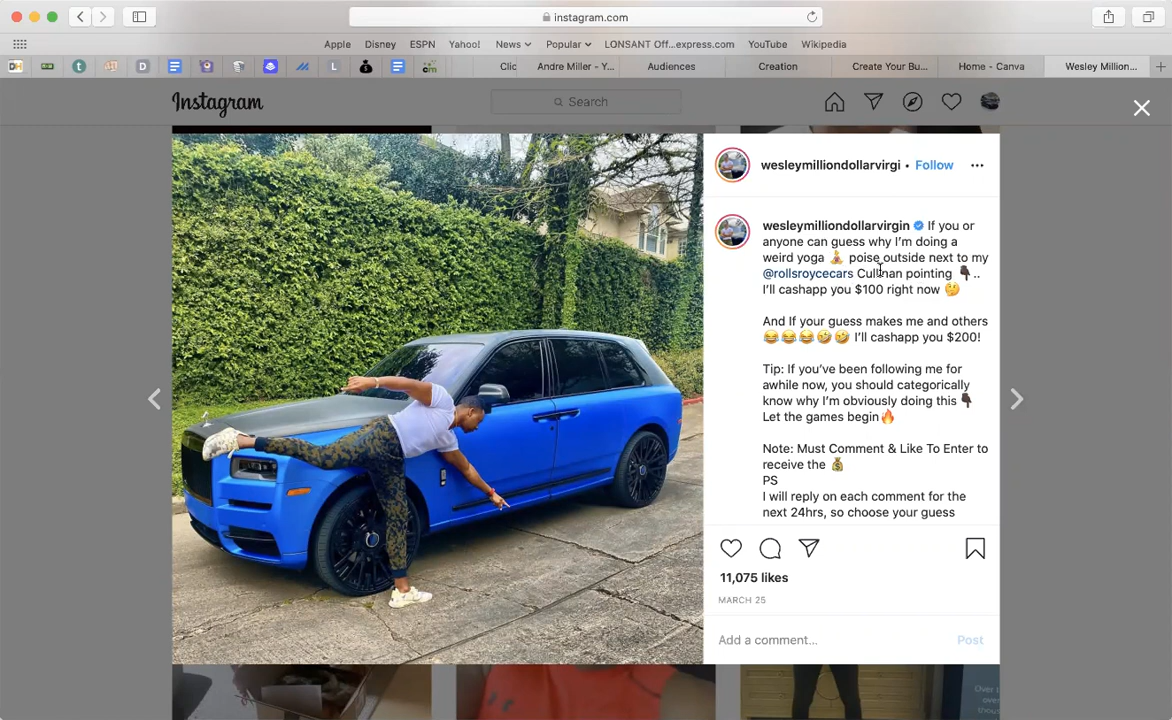 instagram.com
Apple Disney ESPN Yahoo! News Popular LONSANT Off...express.com YouTube Wikipedia
DH t D L cm Clic Andre Miller - Y... Audiences Creation Create Your Bu... Home - Canva Wesley Million...
Instagram
Search
wesleymilliondollarvirgi • Follow
wesleymilliondollarvirgin If you or
anyone can guess why I'm doing a
weird yoga 🧘 poise outside next to my
@rollsroycecars Cullinan pointing 👇🏿..
I'll cashapp you $100 right now 🤔
And If your guess makes me and others
😂😂😂🤣🤣 I'll cashapp you $200!
Tip: If you've been following me for
awhile now, you should categorically
know why I'm obviously doing this👇🏿
Let the games begin🔥
Note: Must Comment & Like To Enter to
receive the 💰
PS
I will reply on each comment for the
next 24hrs, so choose your guess
11,075 likes
MARCH 25
Add a comment... Post